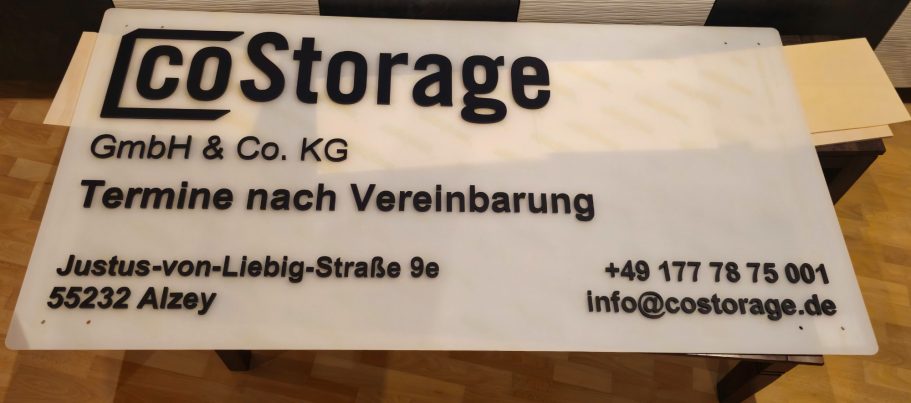 coStorage
GmbH & Co. KG
Termine nach Vereinbarung
Justus-von-Liebig-Straße 9e
55232 Alzey
+49 177 78 75 001
info@costorage.de